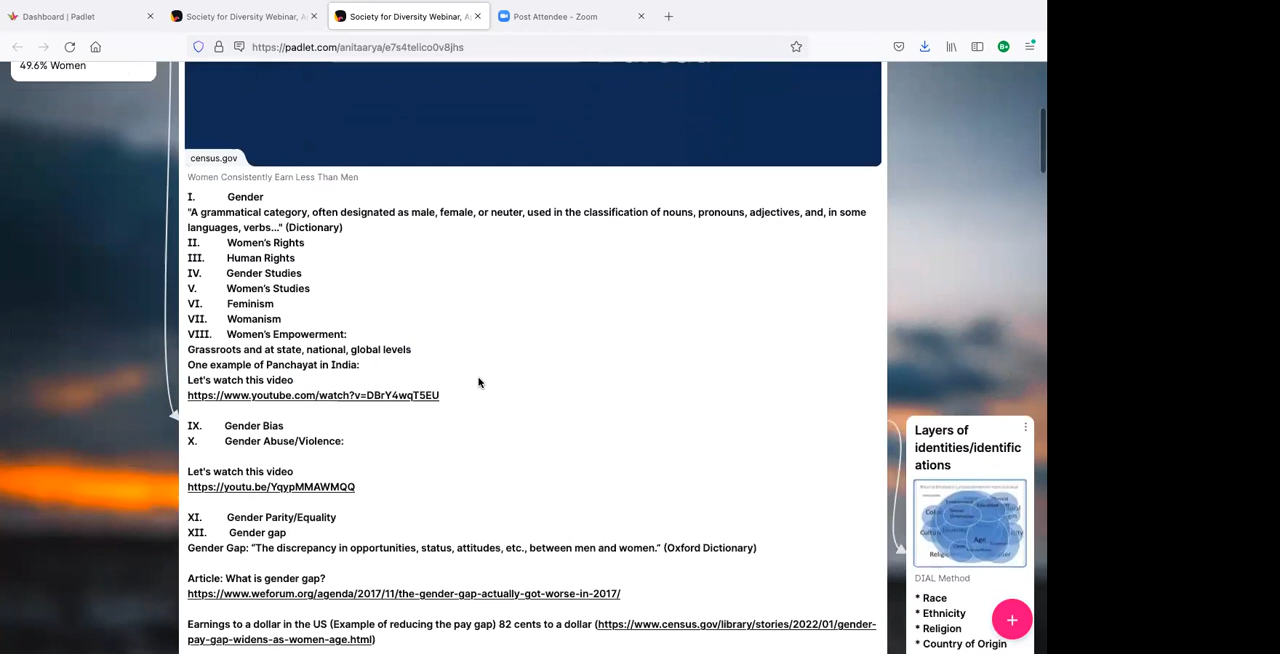 Dashboard | Padlet
Society for Diversity Webinar, A
Society for Diversity Webinar, A
Post Attendee - Zoom
https://padlet.com/anitaarya/e7s4telico0v8jhs
49.6% Women
census.gov
Women Consistently Earn Less Than Men
I. Gender
"A grammatical category, often designated as male, female, or neuter, used in the classification of nouns, pronouns, adjectives, and, in some
languages, verbs..." (Dictionary)
II. Women’s Rights
III. Human Rights
IV. Gender Studies
V. Women’s Studies
VI. Feminism
VII. Womanism
VIII. Women’s Empowerment:
Grassroots and at state, national, global levels
One example of Panchayat in India:
Let's watch this video
https://www.youtube.com/watch?v=DBrY4wqT5EU
IX. Gender Bias
X. Gender Abuse/Violence:
Let's watch this video
https://youtu.be/YqypMMAWMQQ
XI. Gender Parity/Equality
XII. Gender gap
Gender Gap: “The discrepancy in opportunities, status, attitudes, etc., between men and women.” (Oxford Dictionary)
Article: What is gender gap?
https://www.weforum.org/agenda/2017/11/the-gender-gap-actually-got-worse-in-2017/
Earnings to a dollar in the US (Example of reducing the pay gap) 82 cents to a dollar (https://www.census.gov/library/stories/2022/01/gender-
pay-gap-widens-as-women-age.html)
Layers of
identities/identific
ations
Age
DIAL Method
* Race
* Ethnicity
* Religion
* Country of Origin